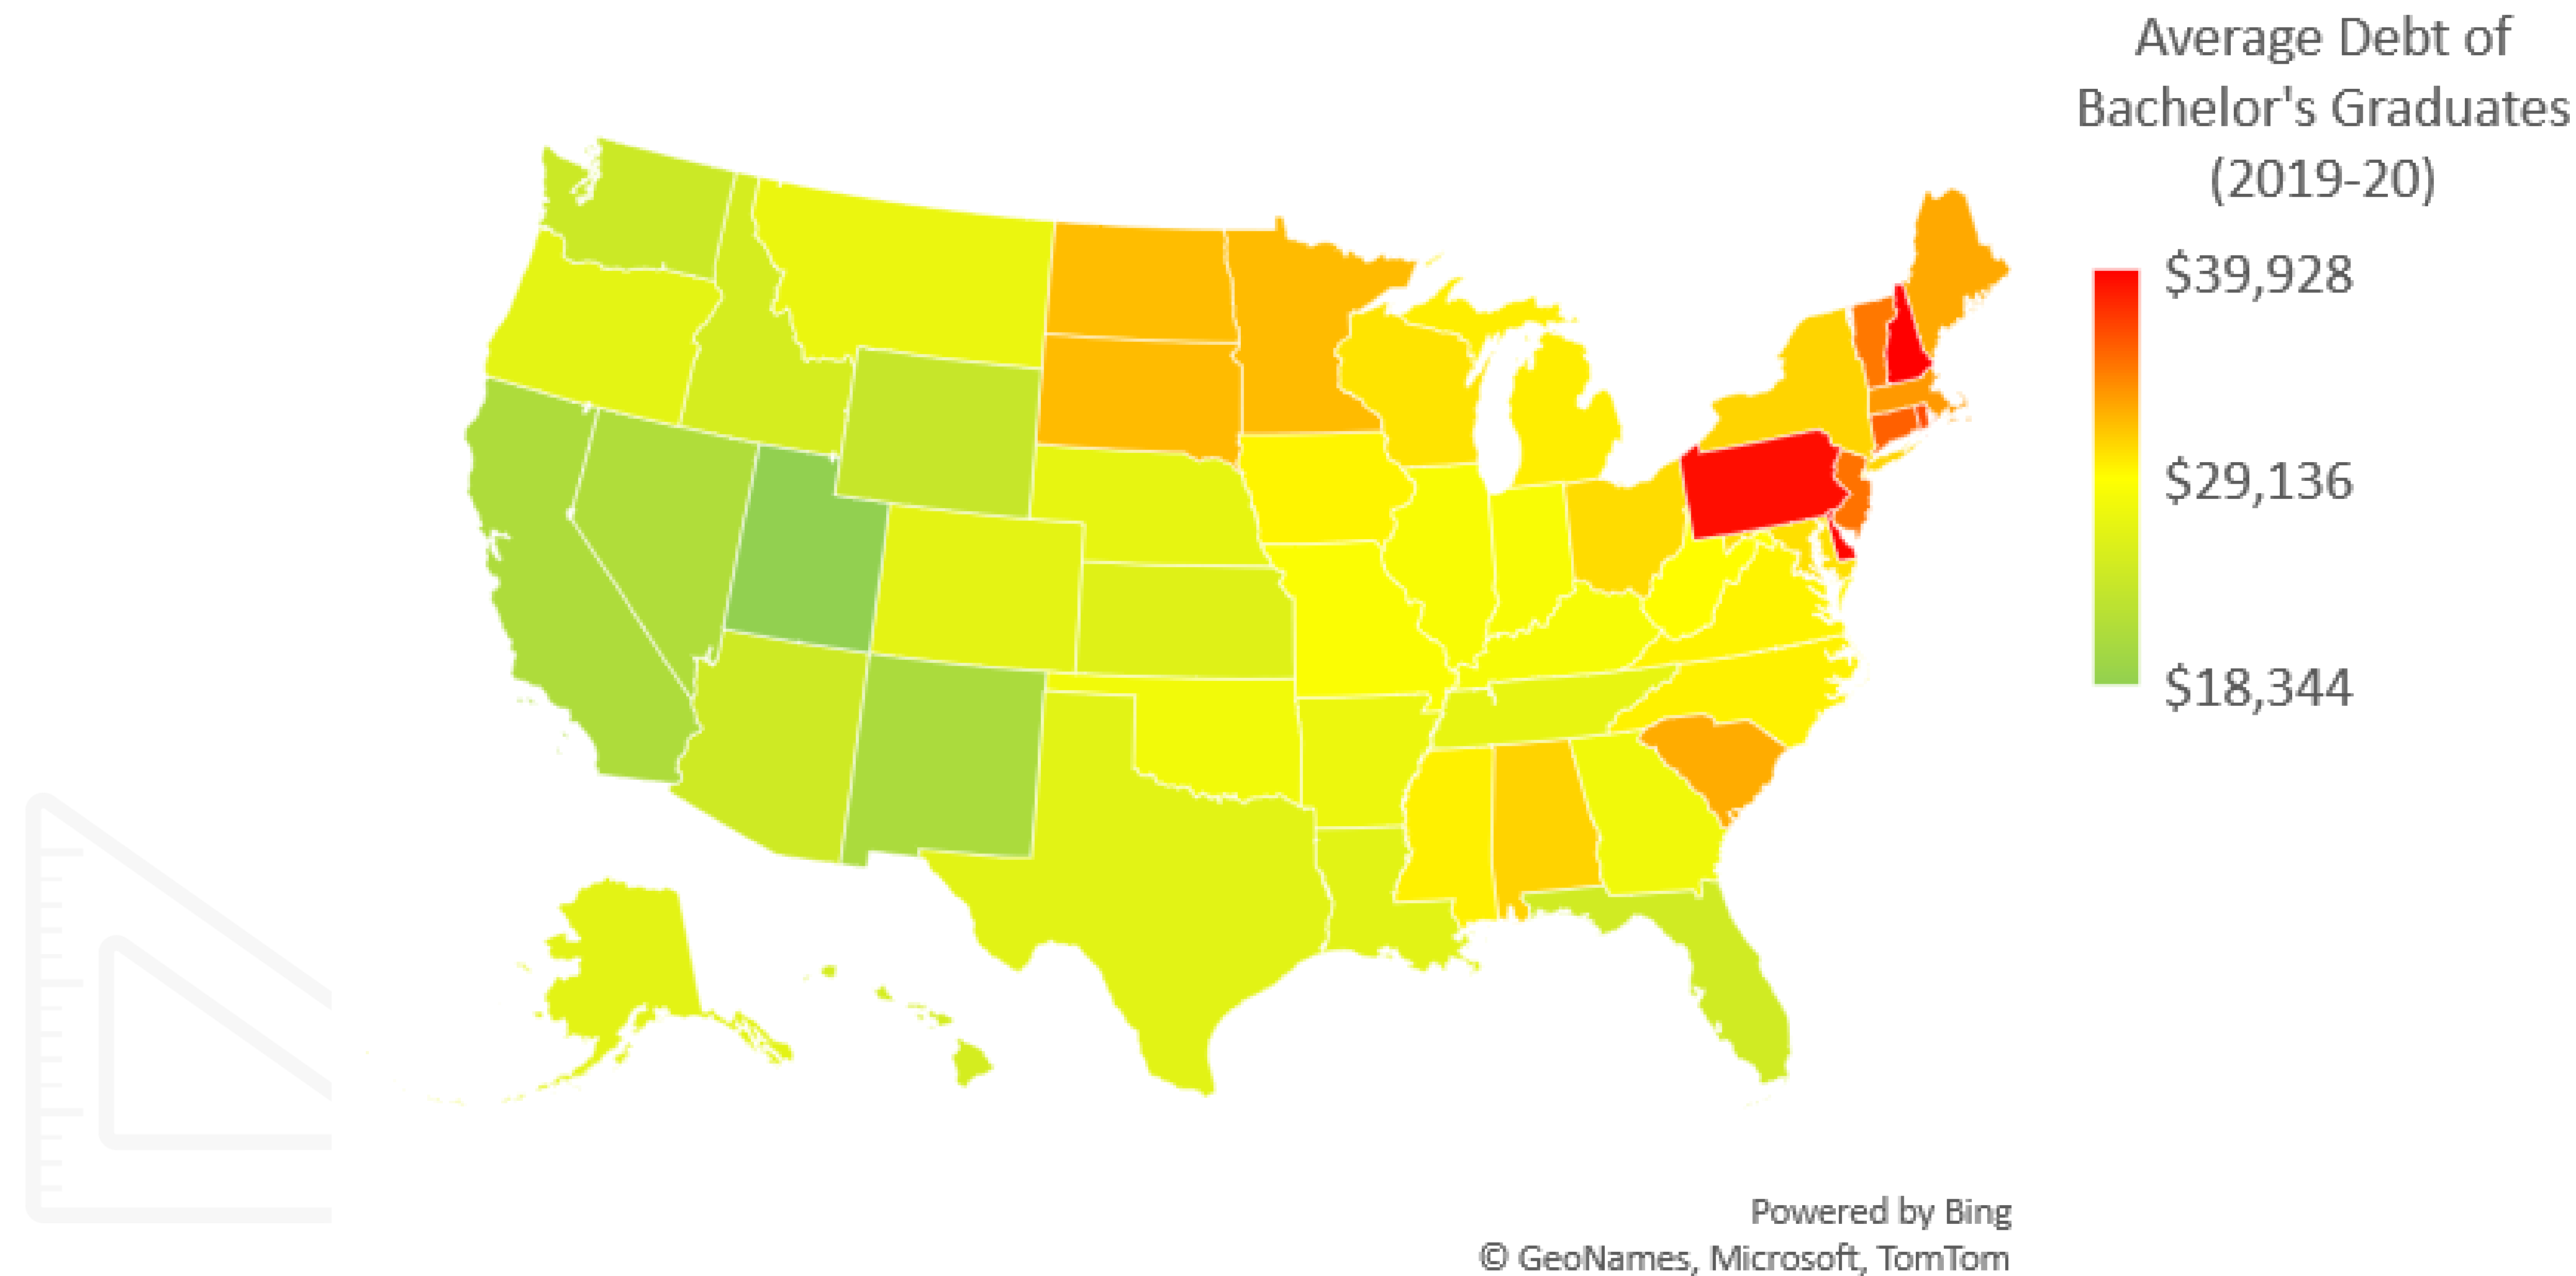 Average Debt of
Bachelor's Graduates
(2019-20)
$39,928
$29,136
$18,344
Powered by Bing
© GeoNames, Microsoft, TomTom